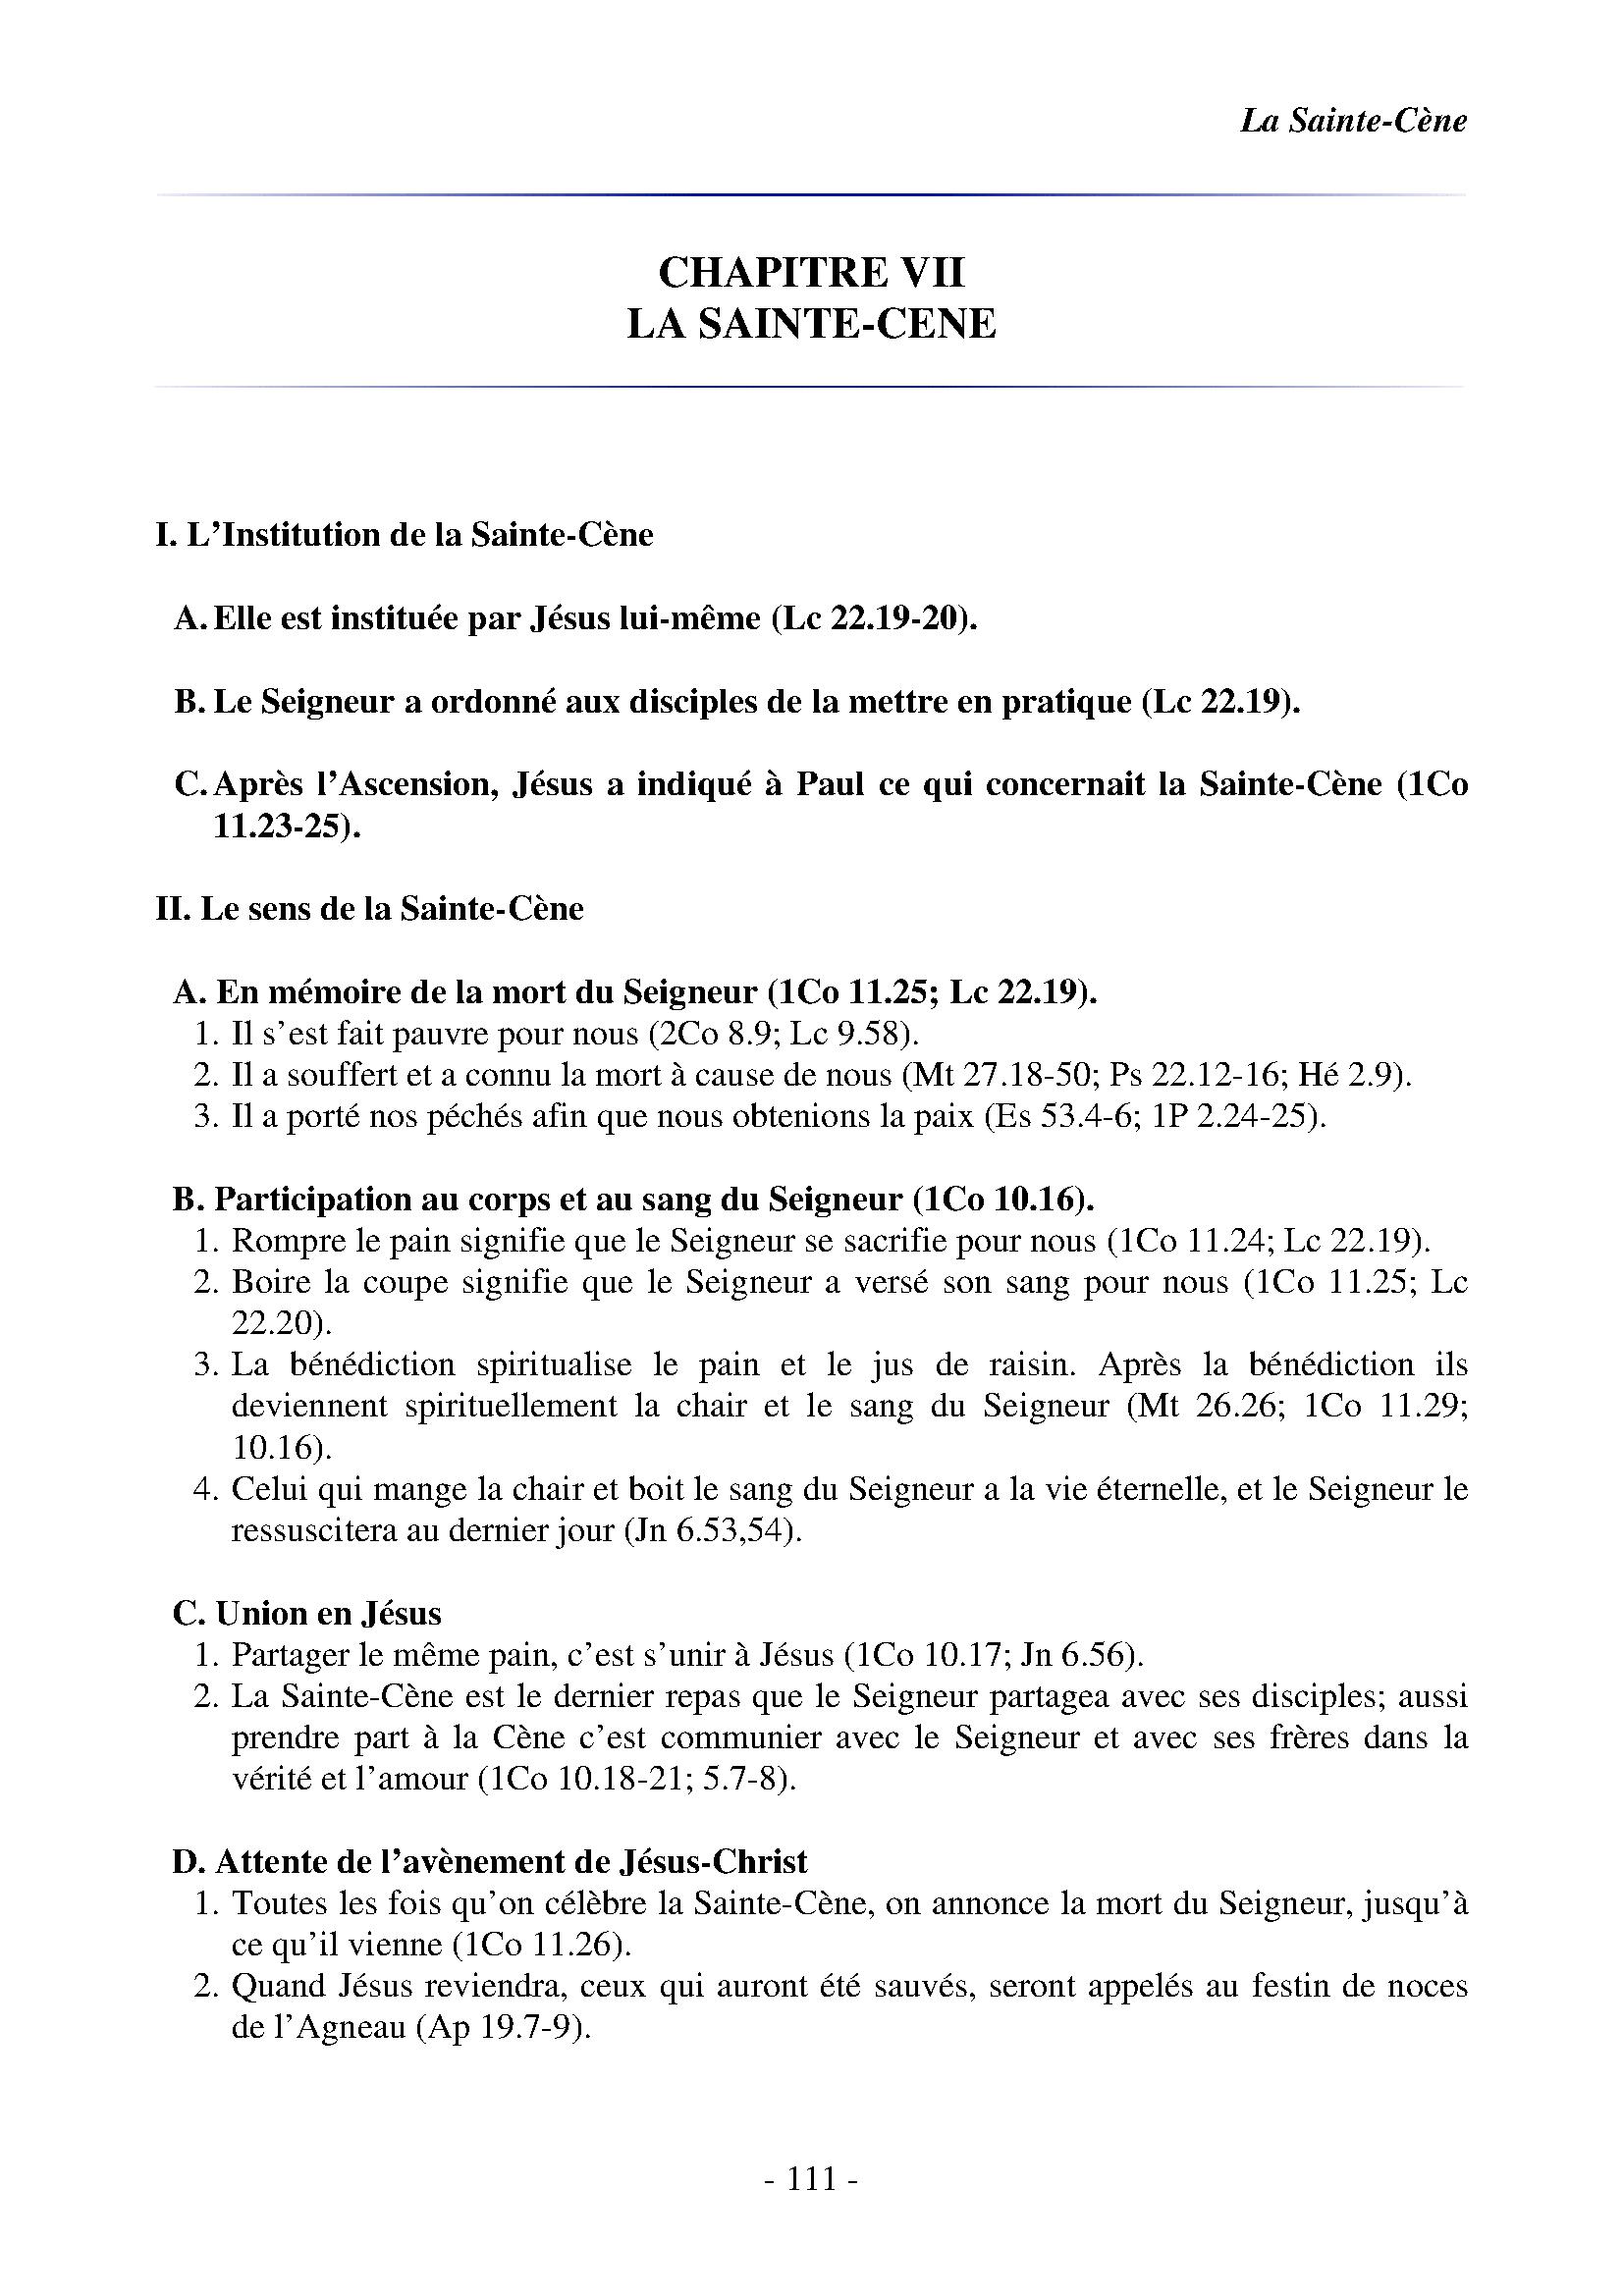 La Sainte-Cène
CHAPITRE VII
LA SAINTE-CENE
I. L’Institution de la Sainte-Cène
A. Elle est instituée par Jésus lui-même (Lc 22.19-20).
B. Le Seigneur a ordonné aux disciples de la mettre en pratique (Lc 22.19).
C. Après l’Ascension, Jésus a indiqué à Paul ce qui concernait la Sainte-Cène (1Co
11.23-25).
II. Le sens de la Sainte-Cène
A. En mémoire de la mort du Seigneur (1Co 11.25; Lc 22.19).
1. Il s’est fait pauvre pour nous (2Co 8.9; Lc 9.58).
2. Il a souffert et a connu la mort à cause de nous (Mt 27.18-50; Ps 22.12-16; Hé 2.9).
3. Il a porté nos péchés afin que nous obtenions la paix (Es 53.4-6; 1P 2.24-25).
B. Participation au corps et au sang du Seigneur (1Co 10.16).
1. Rompre le pain signifie que le Seigneur se sacrifie pour nous (1Co 11.24; Lc 22.19).
2. Boire la coupe signifie que le Seigneur a versé son sang pour nous (1Co 11.25; Lc
22.20).
3. La bénédiction spiritualise le pain et le jus de raisin. Après la bénédiction ils
deviennent spirituellement la chair et le sang du Seigneur (Mt 26.26; 1Co 11.29;
10.16).
4. Celui qui mange la chair et boit le sang du Seigneur a la vie éternelle, et le Seigneur le
ressuscitera au dernier jour (Jn 6.53,54).
C. Union en Jésus
1. Partager le même pain, c’est s’unir à Jésus (1Co 10.17; Jn 6.56).
2. La Sainte-Cène est le dernier repas que le Seigneur partagea avec ses disciples; aussi
prendre part à la Cène c’est communier avec le Seigneur et avec ses frères dans la
vérité et l’amour (1Co 10.18-21; 5.7-8).
D. Attente de l’avènement de Jésus-Christ
1. Toutes les fois qu’on célèbre la Sainte-Cène, on annonce la mort du Seigneur, jusqu’à
ce qu’il vienne (1Co 11.26).
2. Quand Jésus reviendra, ceux qui auront été sauvés, seront appelés au festin de noces
de l’Agneau (Ap 19.7-9).
- 111 -